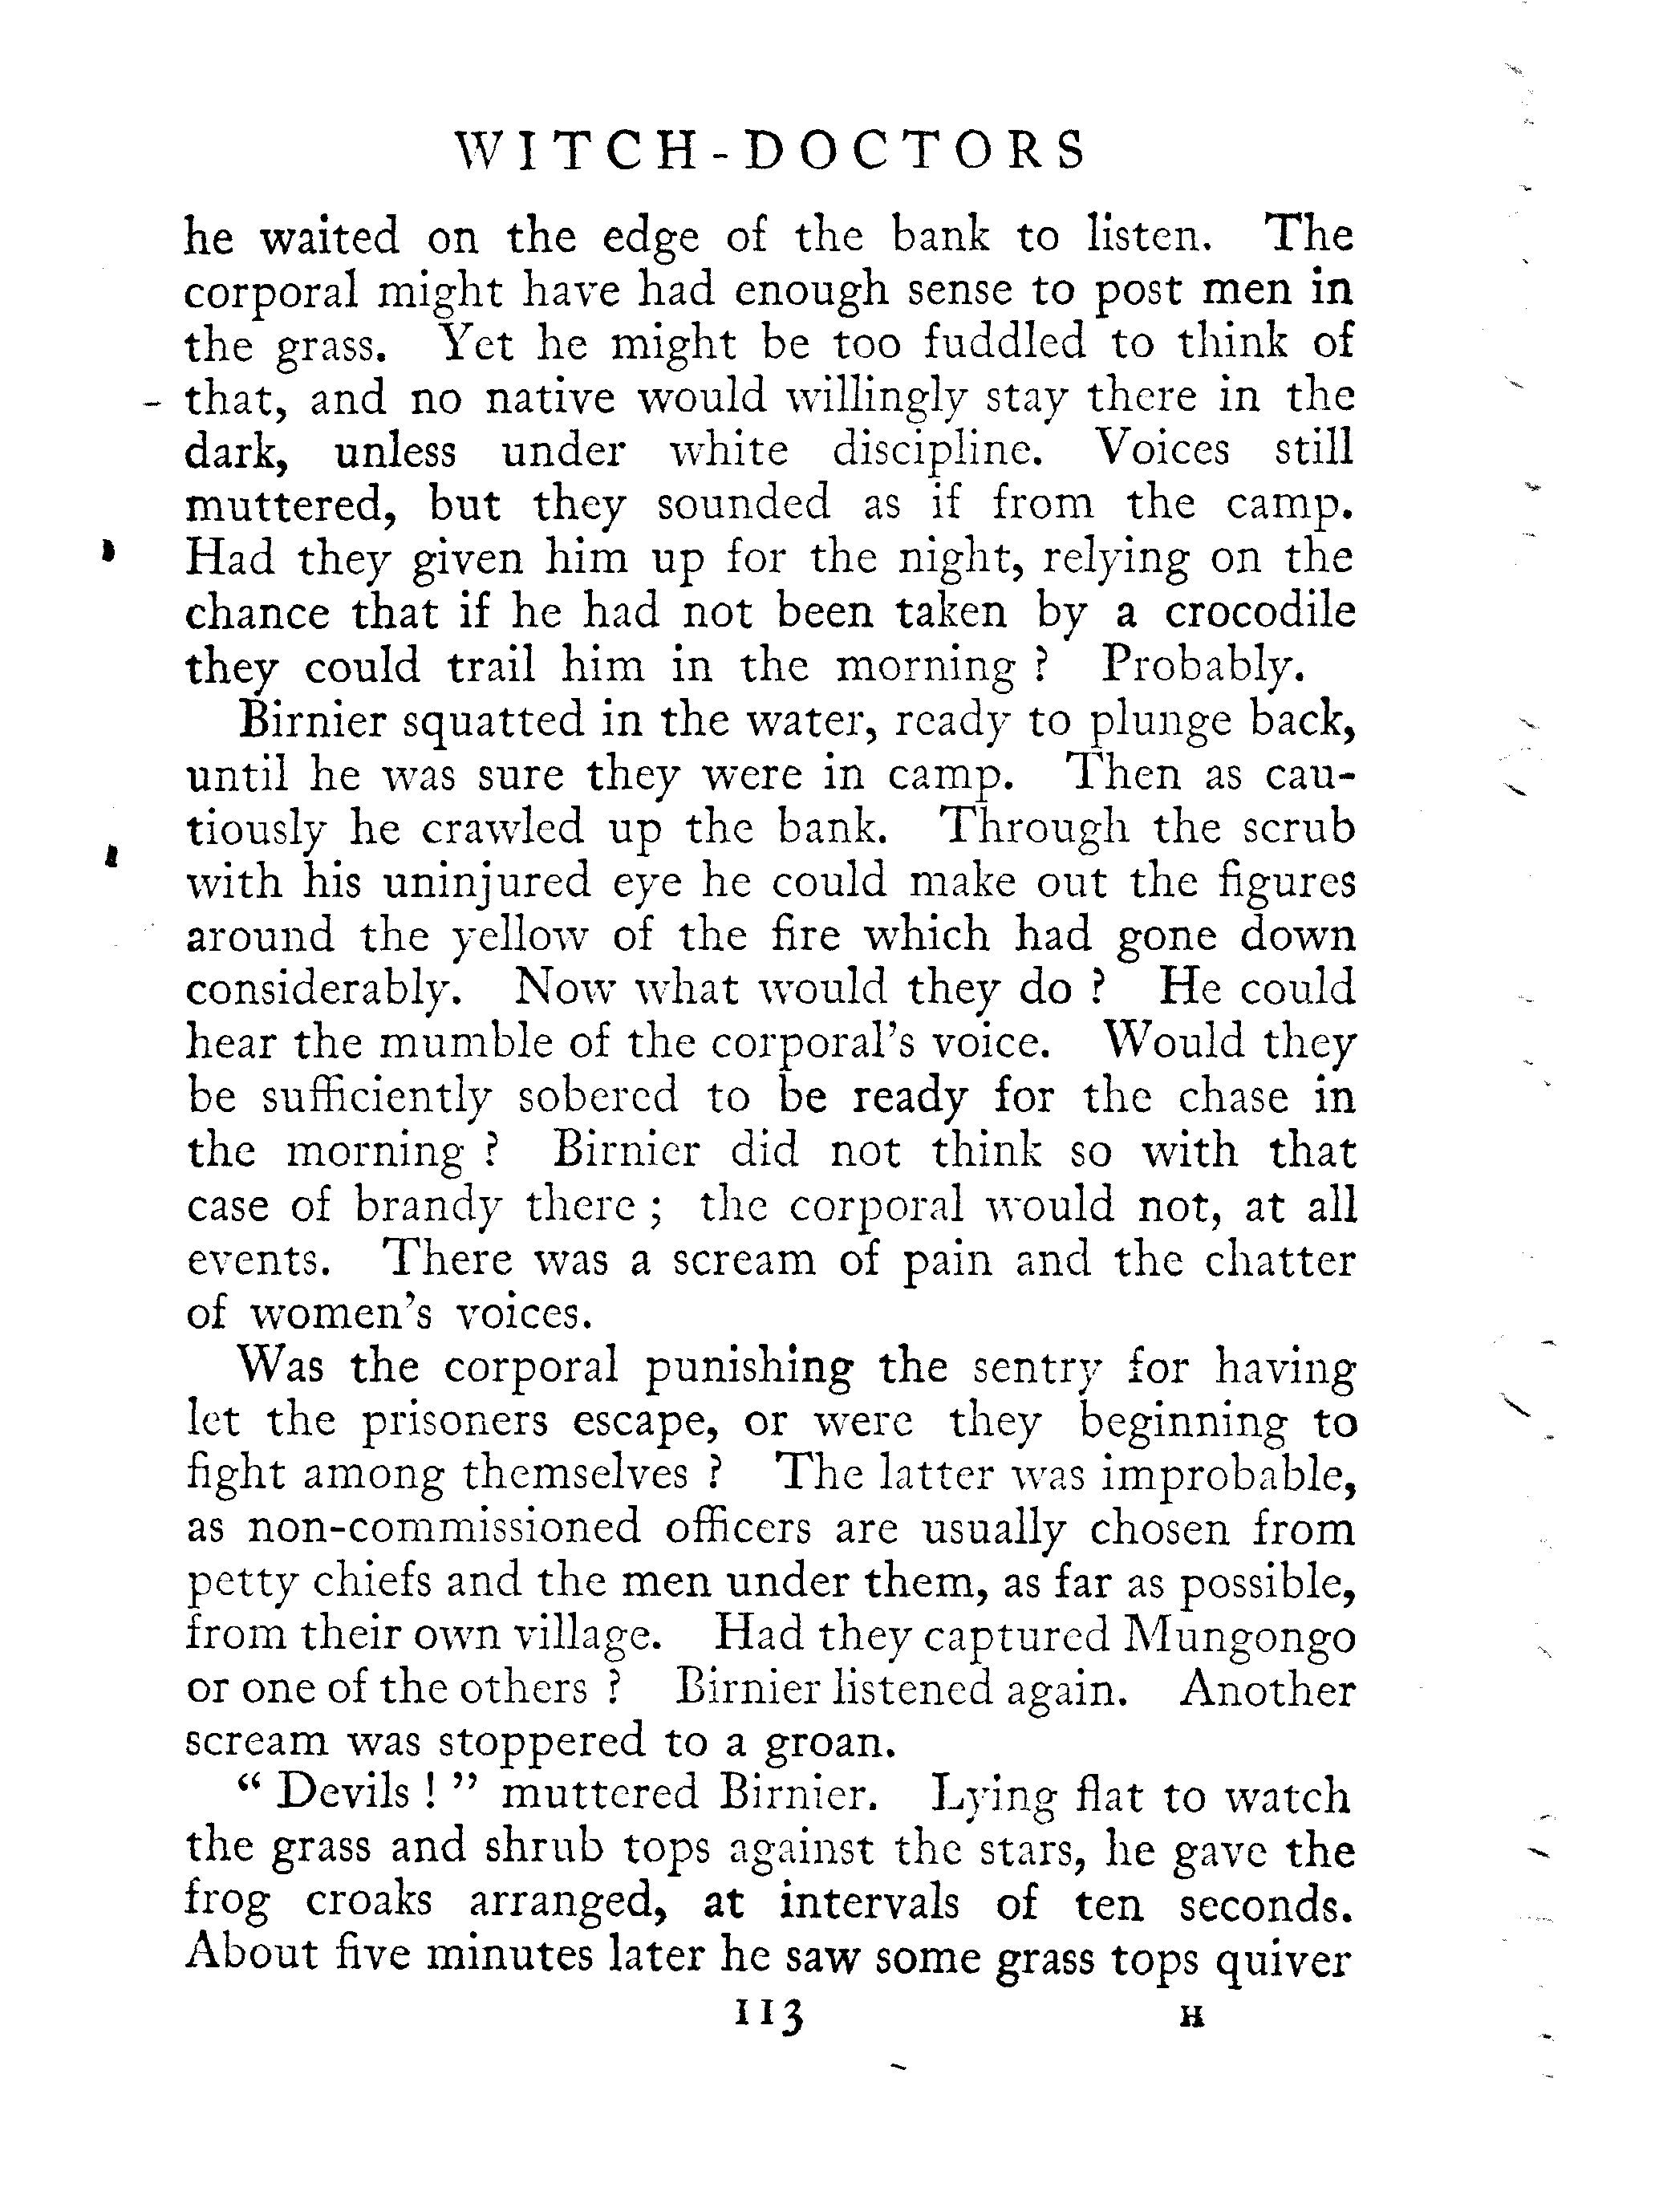 WITCH-DOCTORS
he waited on the edge of the bank to listen. The
corporal might have had enough sense to post men in
the grass. Yet he might be too fuddled to think of
that, and no native would willingly stay there in the
dark, unless under white discipline. Voices still
muttered, but they sounded as if from the camp.
Had they given him up for the night, relying on the
chance that if he had not been taken by a crocodile
they could trail him in the morning ? Probably.
Birnier squatted in the water, ready to plunge back,
until he was sure they were in camp. Then as cau-
tiously he crawled up the bank. Through the scrub
with his uninjured eye he could make out the figures
around the yellow of the fire which had gone down
considerably. Now what would they do ? He could
hear the mumble of the corporal's voice. Would they
be sufficiently sobered to be ready for the chase in
the morning ? Birnier did not think so with that
case of brandy there ; the corporal would not, at all
events. There was a scream of pain and the chatter
of women's voices.
Was the corporal punishing the sentry for having
let the prisoners escape, or were they beginning to
fight among themselves ? The latter was improbable,
as non-commissioned officers are usually chosen from
petty chiefs and the men under them, as far as possible,
from their own village. Had they captured Mungongo
or one of the others ? Birnier listened again. Another
scream was stoppered to a groan.
“ Devils ! ” muttered Birnier. Lying flat to watch
the grass and shrub tops against the stars, he gave the
frog croaks arranged, at intervals of ten seconds.
About five minutes later he saw some grass tops quiver
113 H